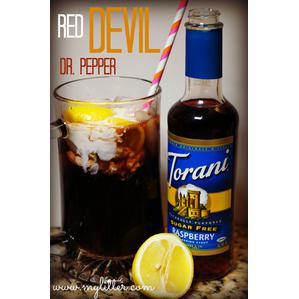 RED DEVIL
DR. PEPPER
Torani
SUGAR FREE
RASPBERRY
www.mylitter.com